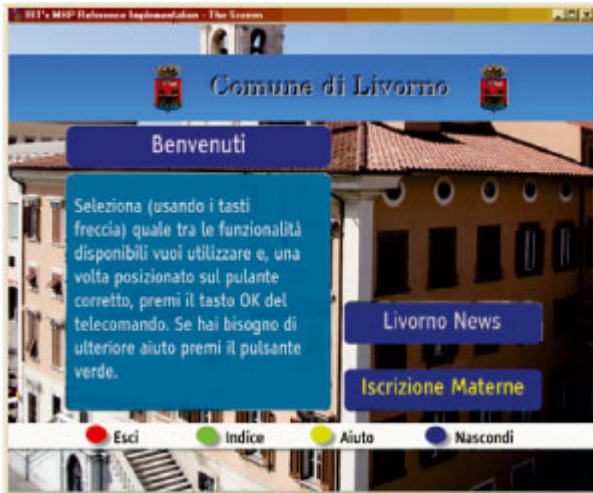 IRT's MHP Reference Implementation - The Screen
Comune di Livorno
Benvenuti
Seleziona (usando i tasti
freccia) quale tra le funzionalità
disponibili vuoi utilizzare e, una
volta posizionato sul pulante
corretto, premi il tasto OK del
telecomando. Se hai bisogno di
ulteriore aiuto premi il pulsante
verde.
Livorno News
Iscrizione Materne
Esci Indice Aiuto Nascondi